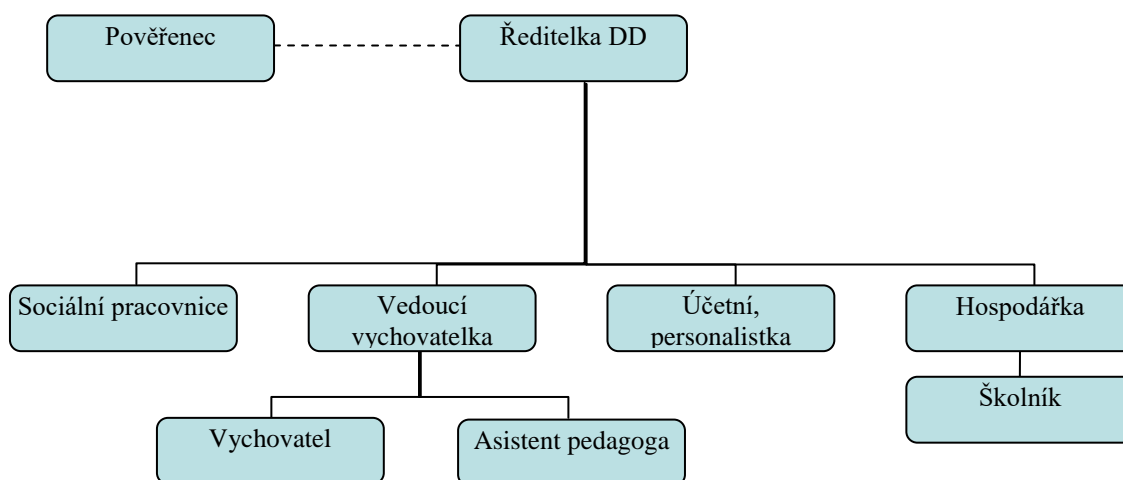 Pověřenec
Ředitelka DD
Sociální pracovnice
Vedoucí
vychovatelka
Účetní,
personalistka
Hospodářka
Školník
Vychovatel
Asistent pedagoga